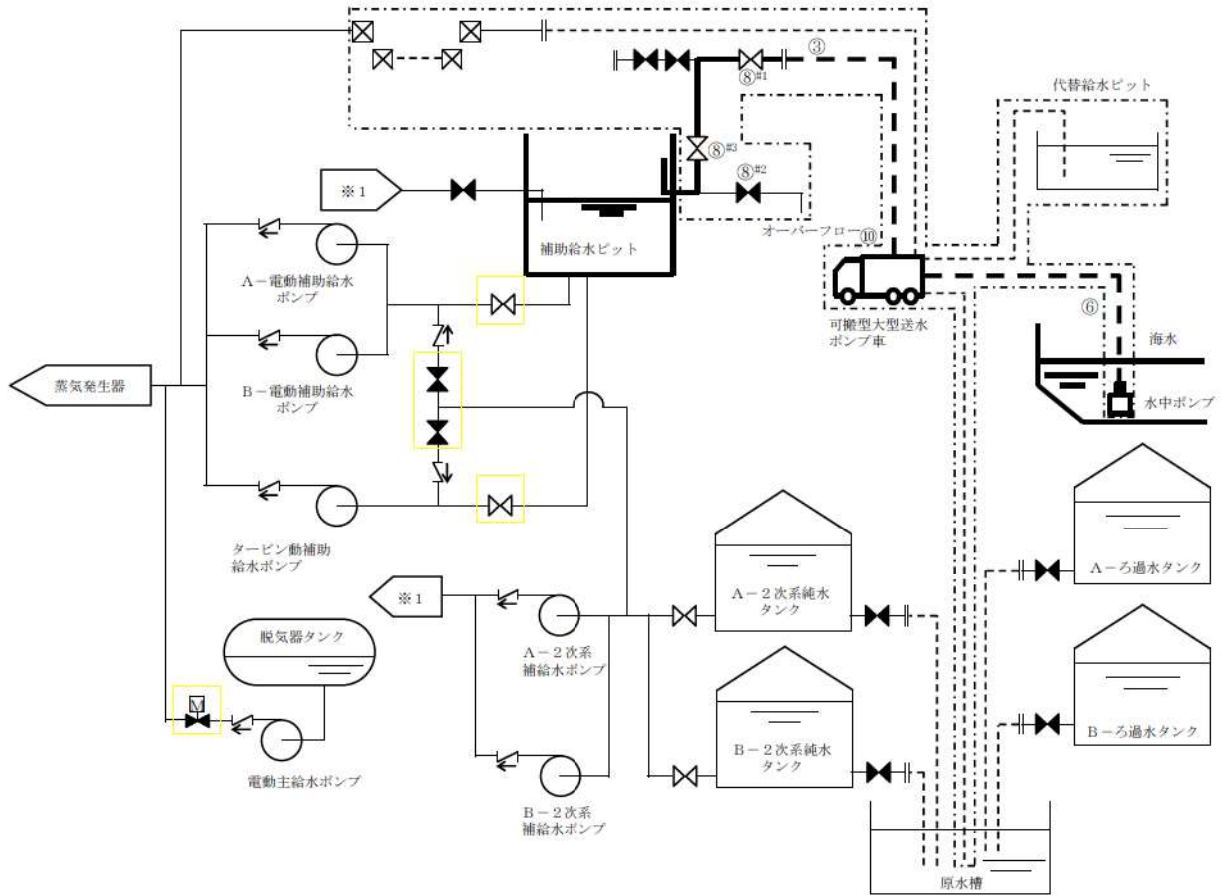 ③
⑧#1
代替給水ピット
⑧#3
⑧#2
※1
オーバーフロー
⑩
補助給水ピット
A-電動補助給水
ポンプ
可搬型大型送水
ポンプ車
⑥
海水
水中ポンプ
B-電動補助給水
ポンプ
蒸気発生器
タービン動補助
給水ポンプ
※1
A-2次系純水
タンク
A-ろ過水タンク
脱気器タンク
A-2次系
補給水ポンプ
M
B-2次系純水
タンク
B-ろ過水タンク
電動主給水ポンプ
B-2次系
補給水ポンプ
原水槽